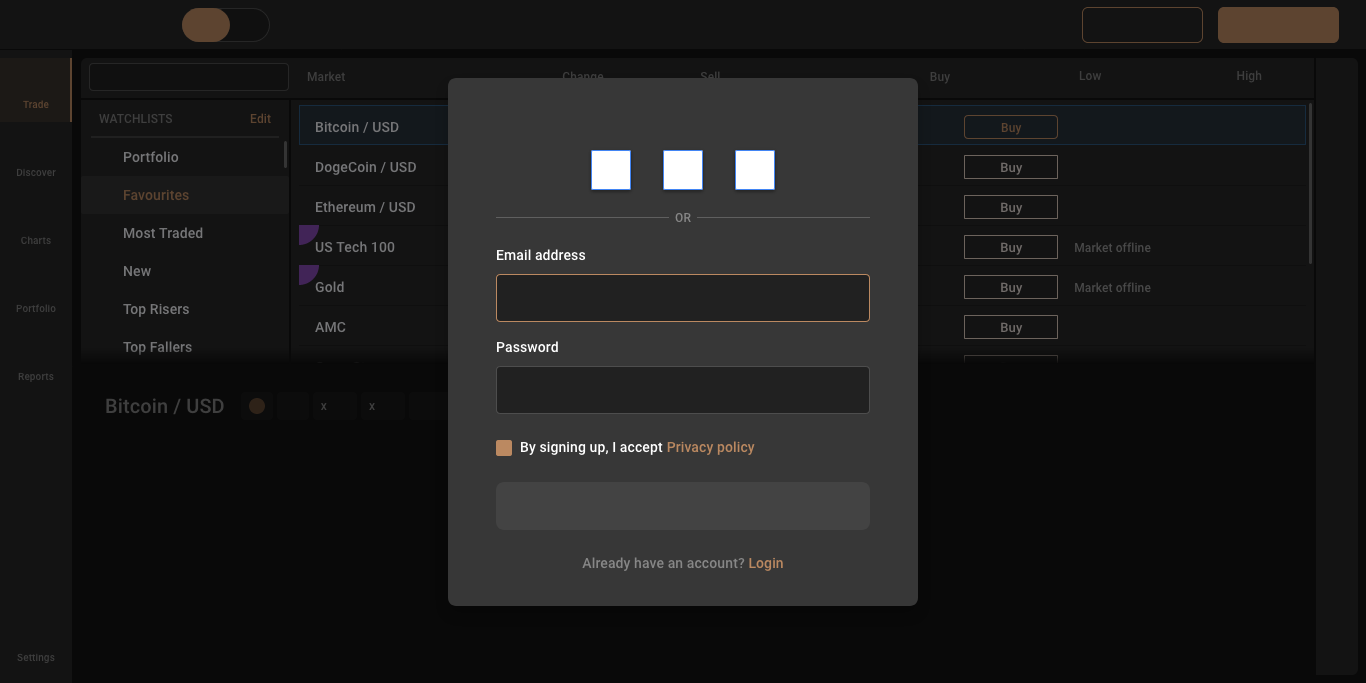 Market Change Sell Buy Low High
Trade
WATCHLISTS Edit
Portfolio
Favourites
Most Traded
New
Top Risers
Top Fallers
Discover
Charts
Portfolio
Reports
Settings
Bitcoin / USD Buy
DogeCoin / USD Buy
Ethereum / USD Buy
US Tech 100 Buy Market offline
Gold Buy Market offline
AMC Buy
Bitcoin / USD x x
OR
Email address
Password
By signing up, I accept Privacy policy
Already have an account? Login